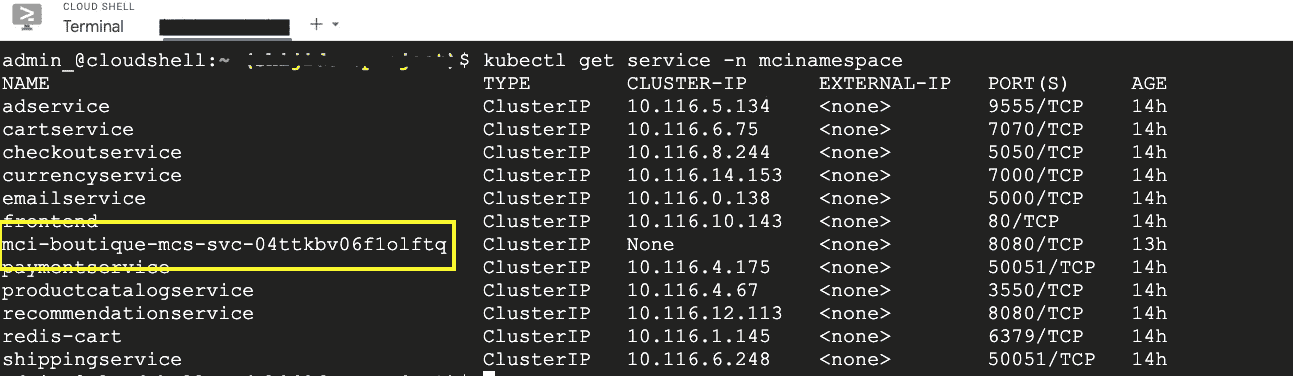 CLOUD SHELL
Terminal
admin_@cloudshell:~ $ kubectl get service -n mcinamespace
NAME TYPE CLUSTER-IP EXTERNAL-IP PORT(S) AGE
adservice ClusterIP 10.116.5.134 <none> 9555/TCP 14h
cartservice ClusterIP 10.116.6.75 <none> 7070/TCP 14h
checkoutservice ClusterIP 10.116.8.244 <none> 5050/TCP 14h
currencyservice ClusterIP 10.116.14.153 <none> 7000/TCP 14h
emailservice ClusterIP 10.116.0.138 <none> 5000/TCP 14h
frontend ClusterIP 10.116.10.143 <none> 80/TCP 14h
mci-boutique-mcs-svc-04ttkbv06f1olftq ClusterIP None <none> 8080/TCP 13h
paymentservice ClusterIP 10.116.4.175 <none> 50051/TCP 14h
productcatalogservice ClusterIP 10.116.4.67 <none> 3550/TCP 14h
recommendationservice ClusterIP 10.116.12.113 <none> 8080/TCP 14h
redis-cart ClusterIP 10.116.1.145 <none> 6379/TCP 14h
shippingservice ClusterIP 10.116.6.248 <none> 50051/TCP 14h